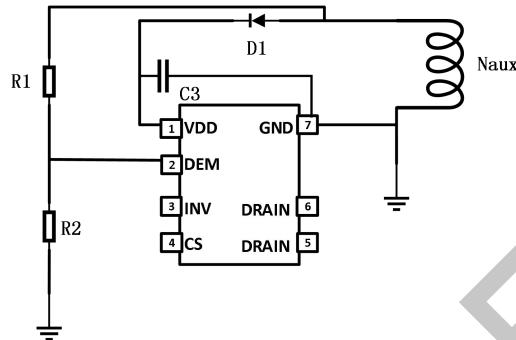 D1
R1
Naux
C3
1 VDD
GND 7
2 DEM
3 INV
DRAIN 6
R2
4 CS
DRAIN 5